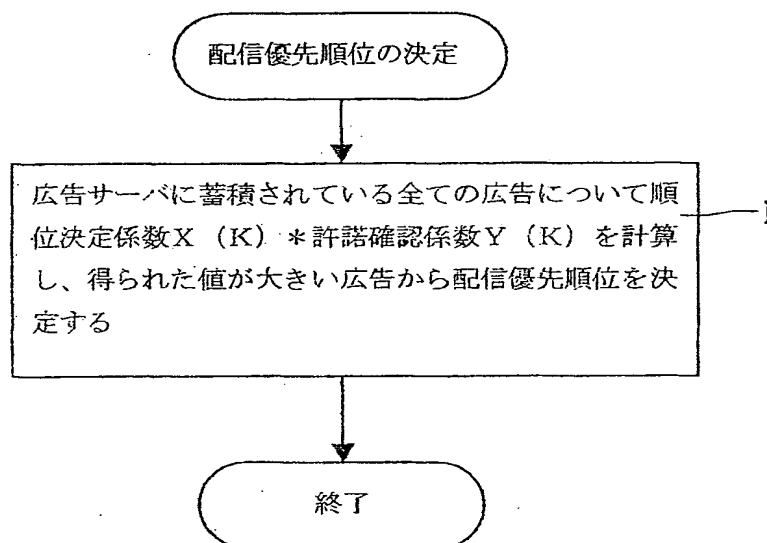 配信優先順位の決定
広告サーバに蓄積されている全ての広告について順
位決定係数X (K) *許諾確認係数Y (K) を計算
し、得られた値が大きい広告から配信優先順位を決
定する
終了